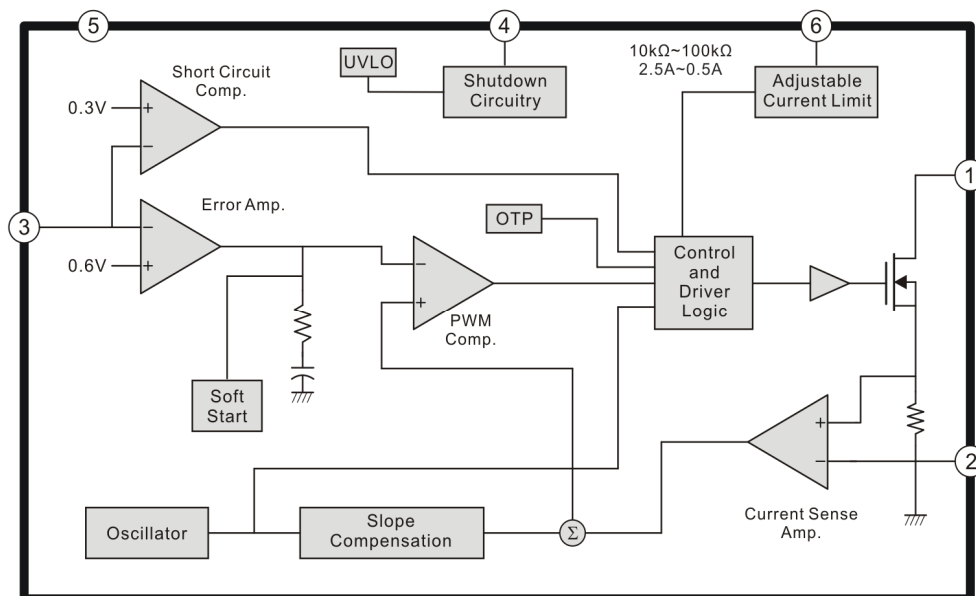 5
4
6
UVLO
Shutdown
Circuitry
10kΩ~100kΩ
2.5A~0.5A
Adjustable
Current Limit
Short Circuit
Comp.
0.3V
+
−
1
3
Error Amp.
−
0.6V
+
OTP
Control
and
Driver
Logic
−
+
PWM
Comp.
Soft
Start
+
−
2
Current Sense
Amp.
Oscillator
Slope
Compensation
Σ